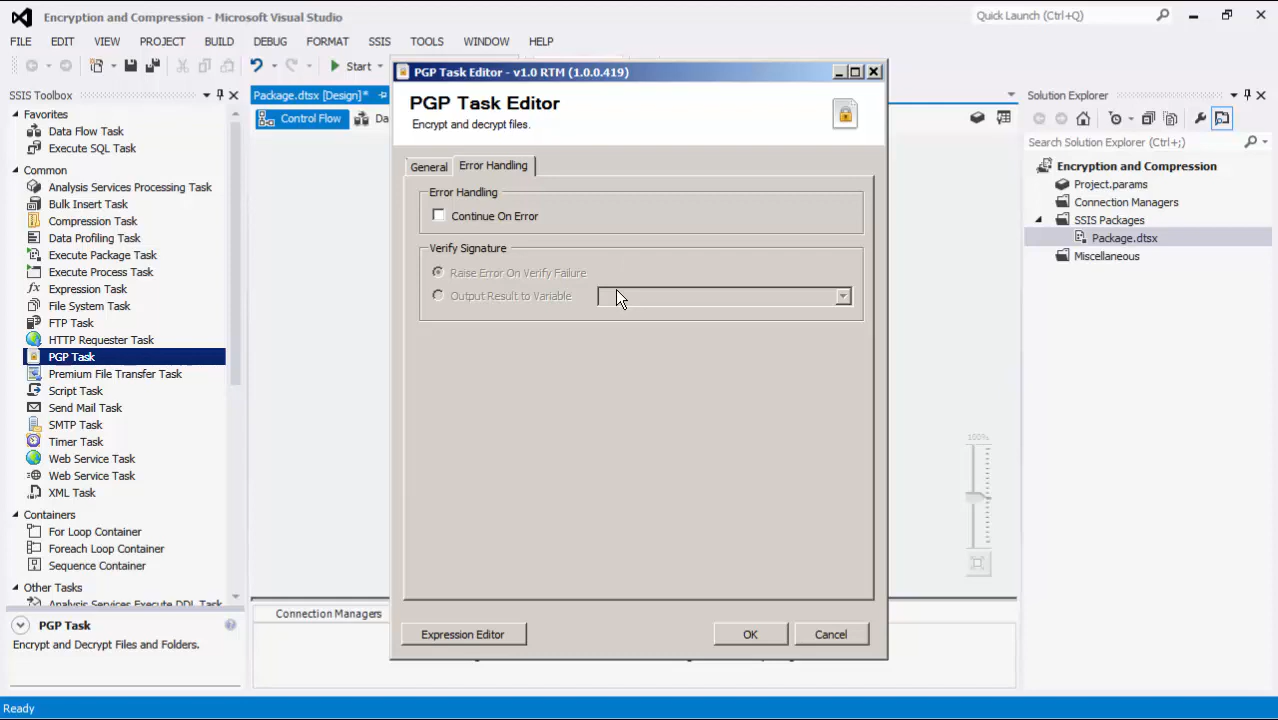 Encryption and Compression - Microsoft Visual Studio
Quick Launch (Ctrl+Q)
FILE EDIT VIEW PROJECT BUILD DEBUG FORMAT SSIS TOOLS WINDOW HELP
Start
SSIS Toolbox
Favorites
Data Flow Task
Execute SQL Task
Common
Analysis Services Processing Task
Bulk Insert Task
Compression Task
Data Profiling Task
Execute Package Task
Execute Process Task
Expression Task
File System Task
FTP Task
HTTP Requester Task
PGP Task
Premium File Transfer Task
Script Task
Send Mail Task
SMTP Task
Timer Task
Web Service Task
Web Service Task
XML Task
Containers
For Loop Container
Foreach Loop Container
Sequence Container
Other Tasks
Analysis Services Execute DDL Task
PGP Task
Encrypt and Decrypt Files and Folders.
Package.dtsx [Design]*
Control Flow
Da
PGP Task Editor - v1.0 RTM (1.0.0.419)
PGP Task Editor
Encrypt and decrypt files.
General
Error Handling
Error Handling
Continue On Error
Verify Signature
Raise Error On Verify Failure
Output Result to Variable
Expression Editor
OK
Cancel
100%
Connection Managers
Solution Explorer
Search Solution Explorer (Ctrl+;)
Encryption and Compression
Project.params
Connection Managers
SSIS Packages
Package.dtsx
Miscellaneous
Ready